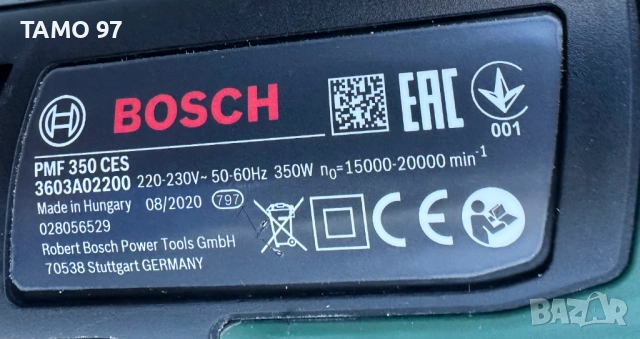 TAMO 97
BOSCH
EAC
001
PMF 350 CES
3603A02200 220-230V~ 50-60Hz 350W n₀=15000-20000 min⁻¹
Made in Hungary 08/2020 797
028056529
Robert Bosch Power Tools GmbH
70538 Stuttgart GERMANY
CE
BAZAR